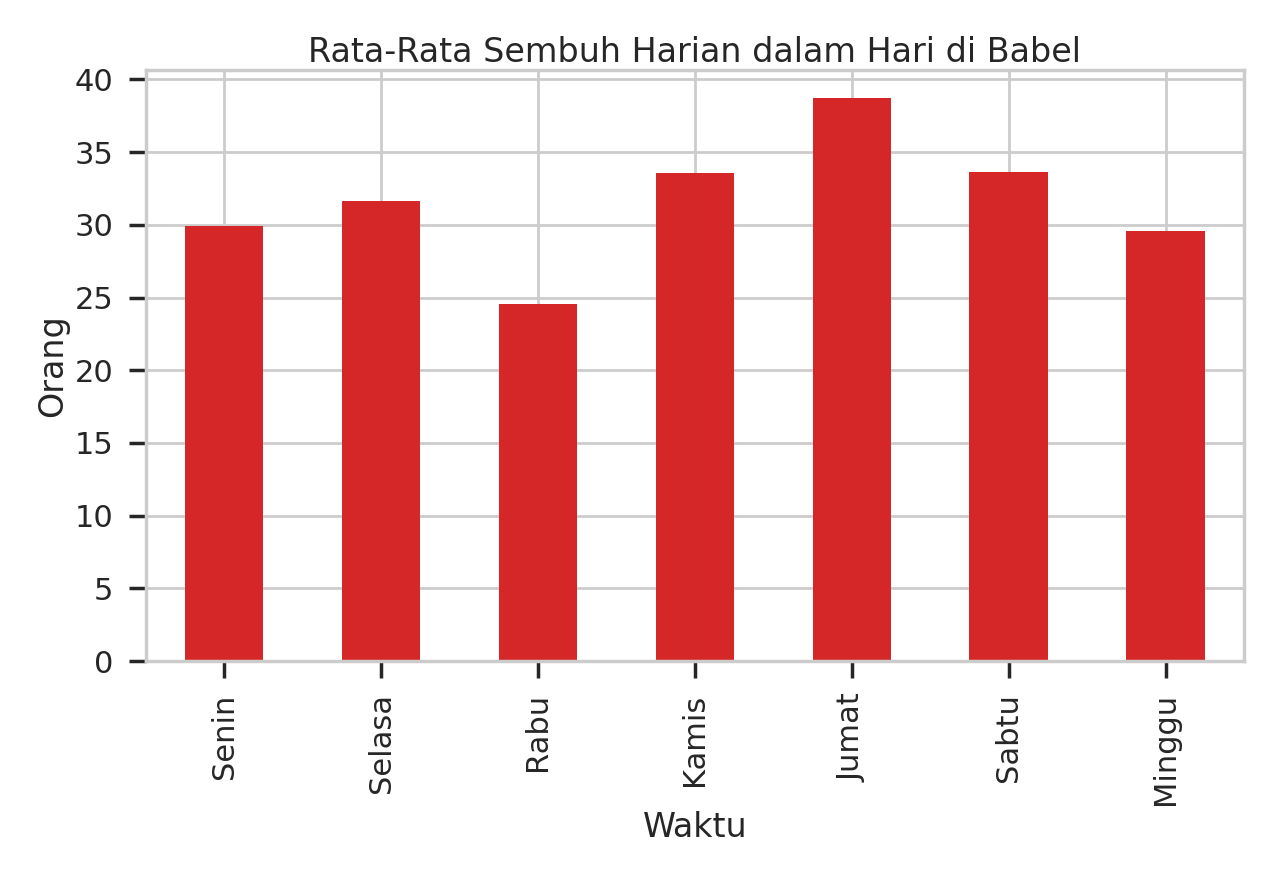 Rata-Rata Sembuh Harian dalam Hari di Babel
40
35
30
25
20
15
10
5
0
Orang
Senin
Selasa
Rabu
Kamis
Jumat
Sabtu
Minggu
Waktu